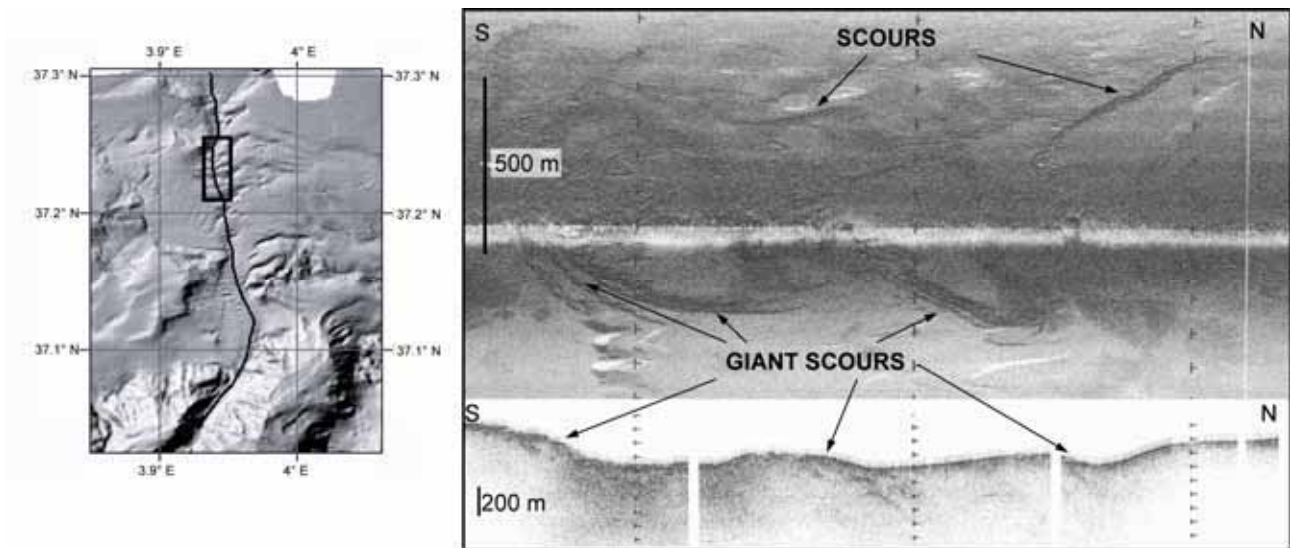 3.9° E 4° E
37.3° N 37.3° N
37.2° N 37.2° N
37.1° N 37.1° N
3.9° E 4° E
S SCOURS N
500 m
GIANT SCOURS
S N
200 m